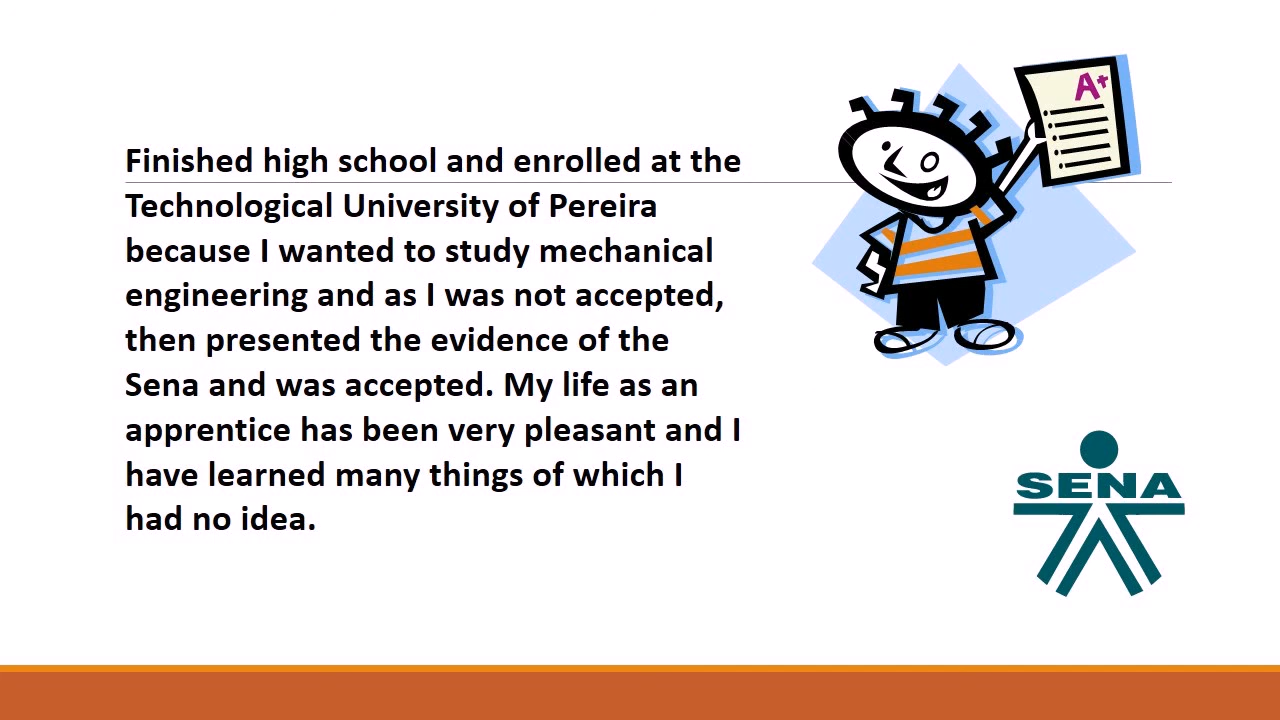 Finished high school and enrolled at the
Technological University of Pereira
because I wanted to study mechanical
engineering and as I was not accepted,
then presented the evidence of the
Sena and was accepted. My life as an
apprentice has been very pleasant and I
have learned many things of which I
had no idea.
A+
SENA